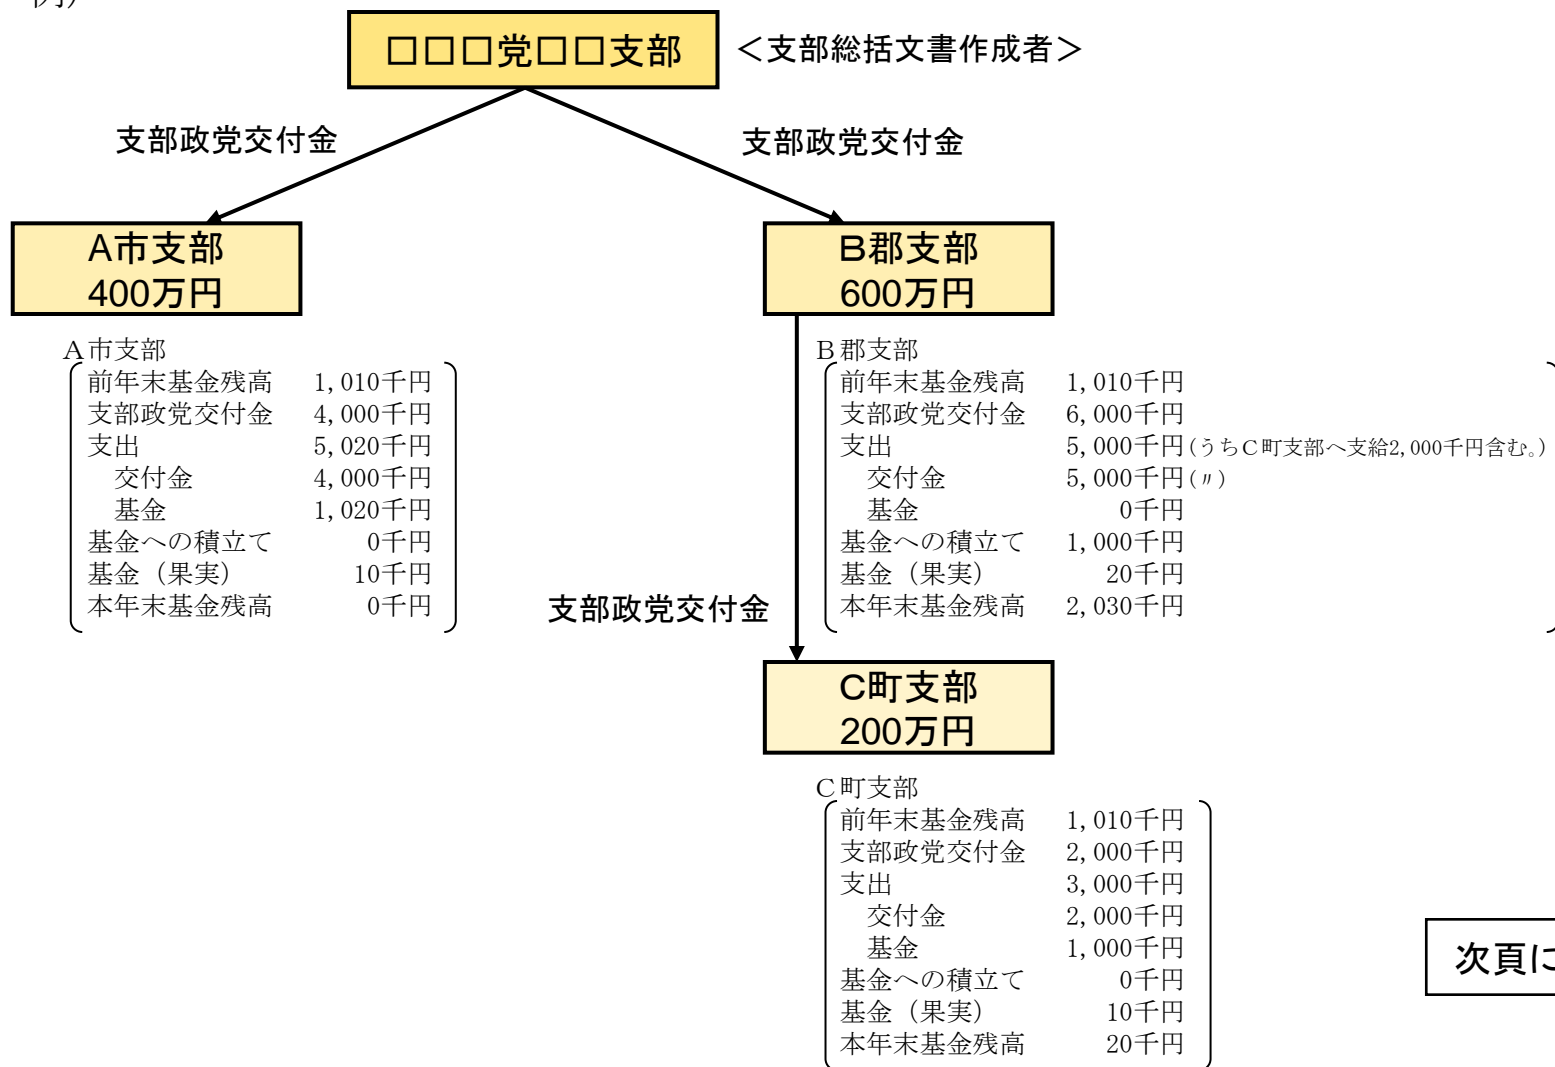 例）
□□□党□□支部
＜支部総括文書作成者＞
支部政党交付金
支部政党交付金
A市支部
400万円
Ｂ郡支部
600万円
Ａ市支部
前年末基金残高 1,010千円
支部政党交付金 4,000千円
支出 5,020千円
交付金 4,000千円
基金 1,020千円
基金への積立て 0千円
基金（果実） 10千円
本年末基金残高 0千円
Ｂ郡支部
前年末基金残高 1,010千円
支部政党交付金 6,000千円
支出 5,000千円(うちＣ町支部へ支給2,000千円含む。)
交付金 5,000千円(〃)
基金 0千円
基金への積立て 1,000千円
基金（果実） 20千円
本年末基金残高 2,030千円
支部政党交付金
C町支部
200万円
Ｃ町支部
前年末基金残高 1,010千円
支部政党交付金 2,000千円
支出 3,000千円
交付金 2,000千円
基金 1,000千円
基金への積立て 0千円
基金（果実） 10千円
本年末基金残高 20千円
次頁に